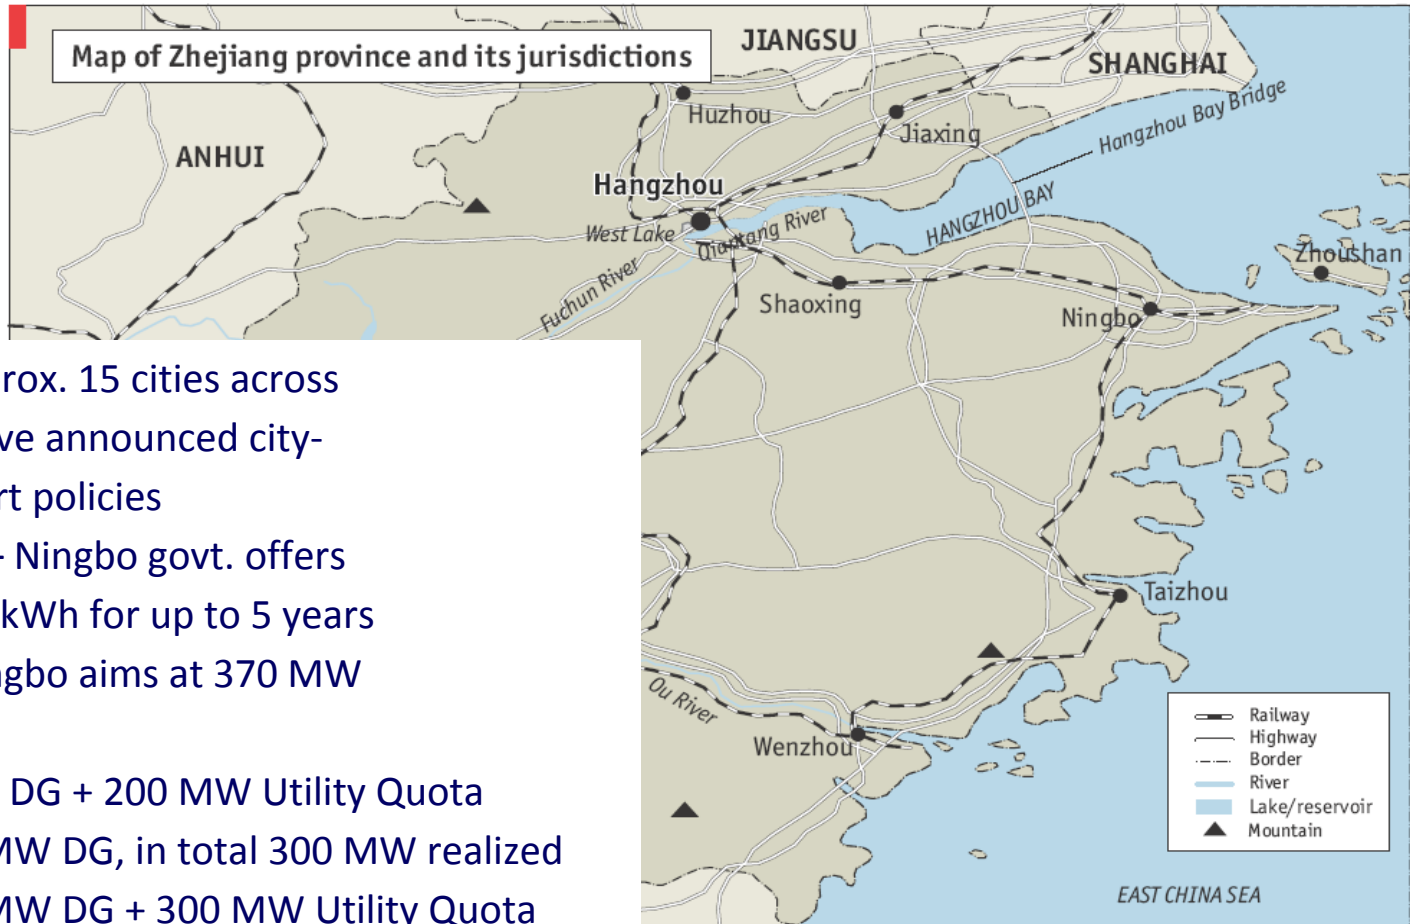 Map of Zhejiang province and its jurisdictions
JIANGSU
SHANGHAI
Huzhou
Jiaxing
Hangzhou Bay Bridge
ANHUI
Hangzhou
HANGZHOU BAY
West Lake
Qiantang River
Zhoushan
Fuchun River
Shaoxing
Ningbo
rox. 15 cities across
ve announced city-
rt policies
- Ningbo govt. offers
kWh for up to 5 years
Taizhou
ngbo aims at 370 MW
Ou River
Wenzhou
DG + 200 MW Utility Quota
MW DG, in total 300 MW realized
MW DG + 300 MW Utility Quota
Railway
Highway
Border
River
Lake/reservoir
Mountain
EAST CHINA SEA